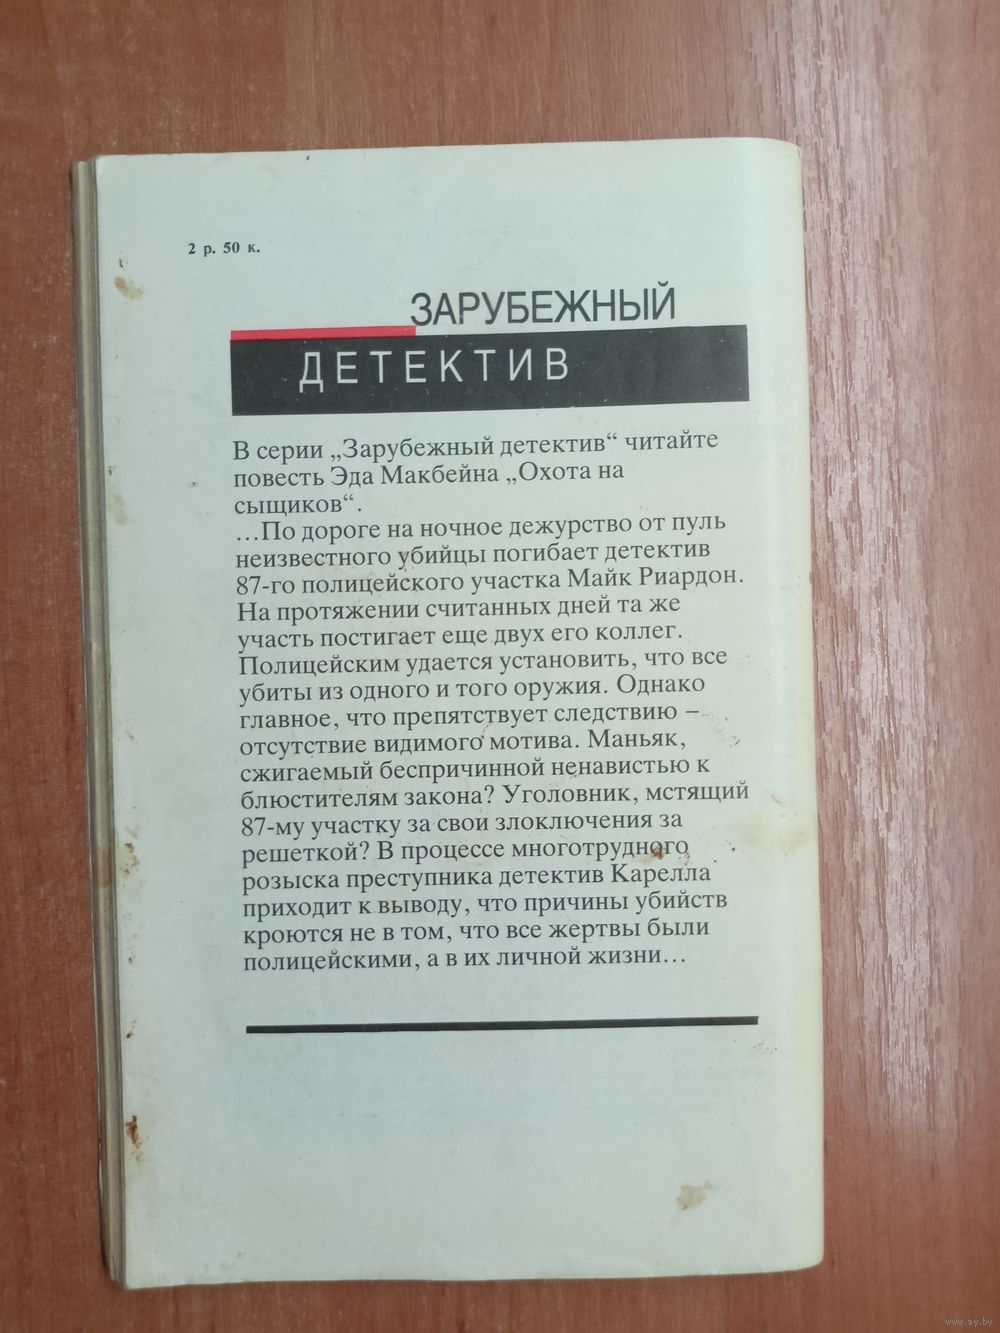 2 р. 50 к.
ЗАРУБЕЖНЫЙ
ДЕТЕКТИВ
В серии „Зарубежный детектив“ читайте
повесть Эда Макбейна „Охота на
сыщиков“.
...По дороге на ночное дежурство от пуль
неизвестного убийцы погибает детектив
87-го полицейского участка Майк Риардон.
На протяжении считанных дней та же
участь постигает еще двух его коллег.
Полицейским удается установить, что все
убиты из одного и того оружия. Однако
главное, что препятствует следствию –
отсутствие видимого мотива. Маньяк,
сжигаемый беспричинной ненавистью к
блюстителям закона? Уголовник, мстящий
87-му участку за свои злоключения за
решеткой? В процессе многотрудного
розыска преступника детектив Карелла
приходит к выводу, что причины убийств
кроются не в том, что все жертвы были
полицейскими, а в их личной жизни...
www.ay.by